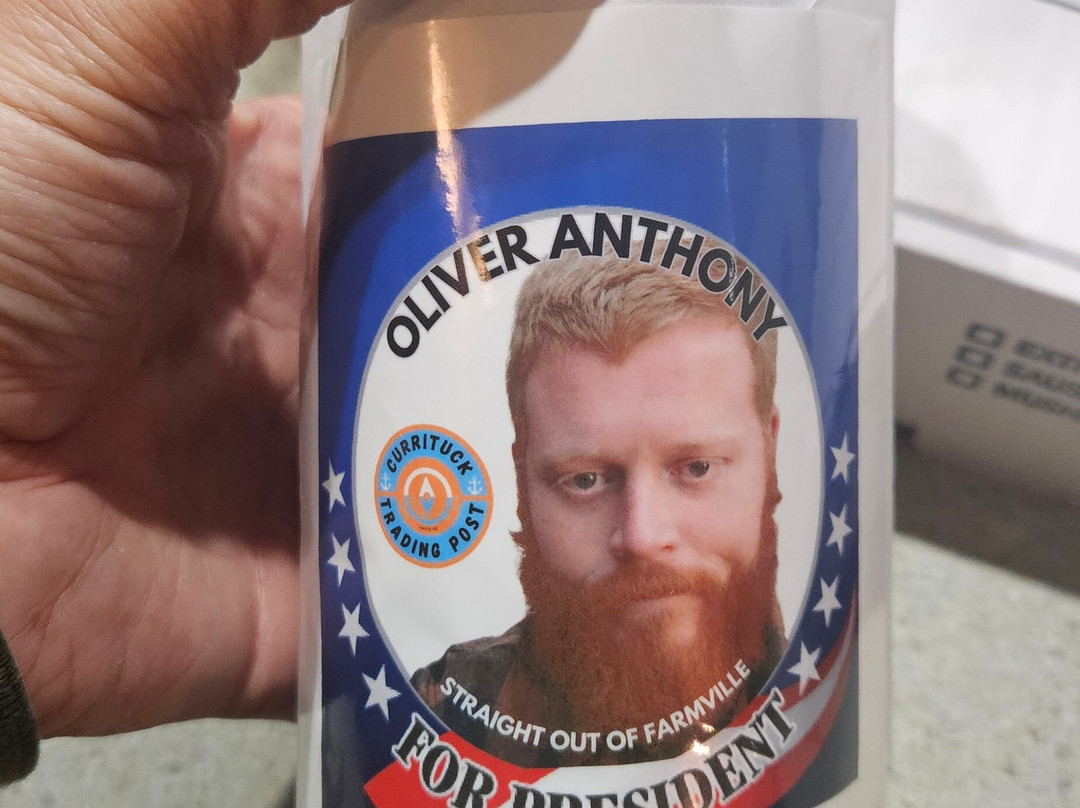 OLIVER ANTHONY
CURRITUCK
TRADING POST
STRAIGHT OUT OF FARMVILLE
FOR PRESIDENT